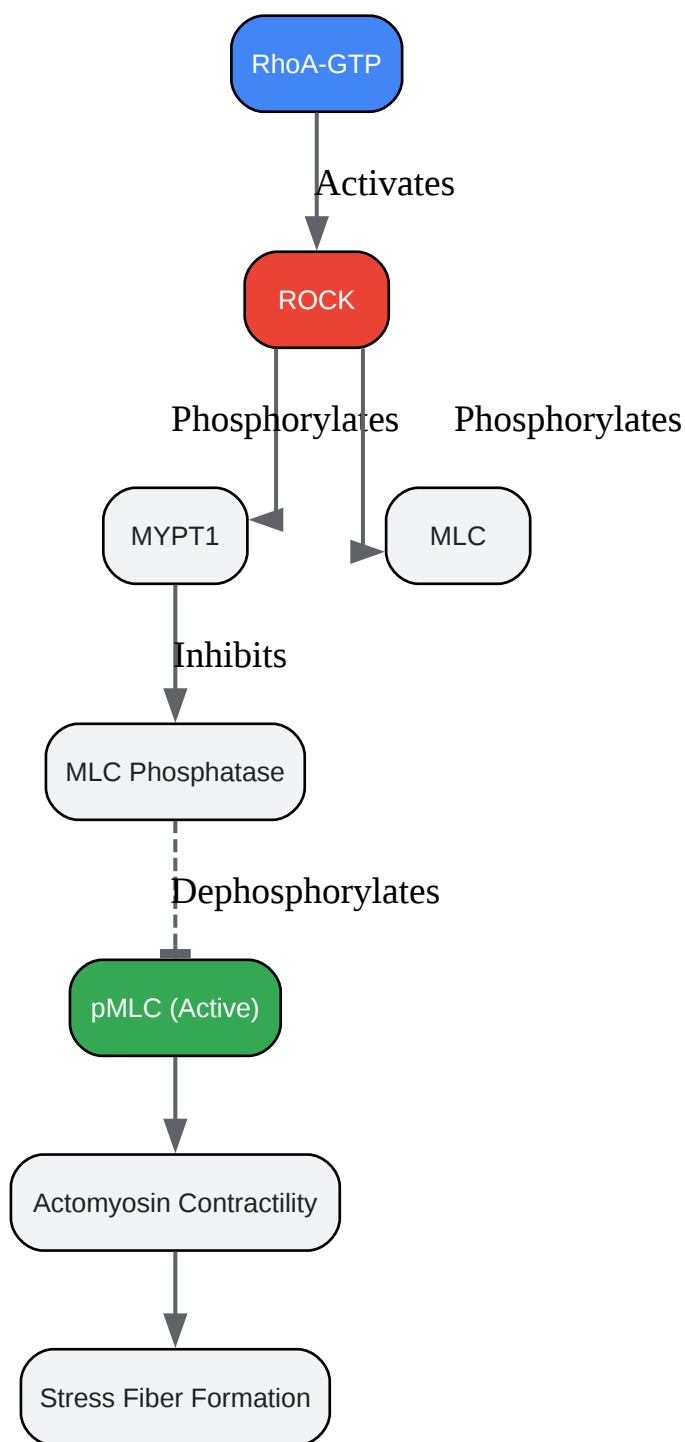 RhoA-GTP
Activates
ROCK
Phosphorylates
Phosphorylates
MYPT1
MLC
Inhibits
MLC Phosphatase
Dephosphorylates
pMLC (Active)
Actomyosin Contractility
Stress Fiber Formation